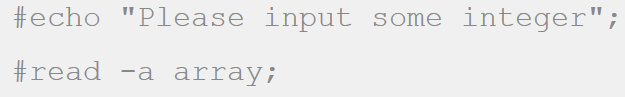 #echo "Please input some integer";
#read -a array;